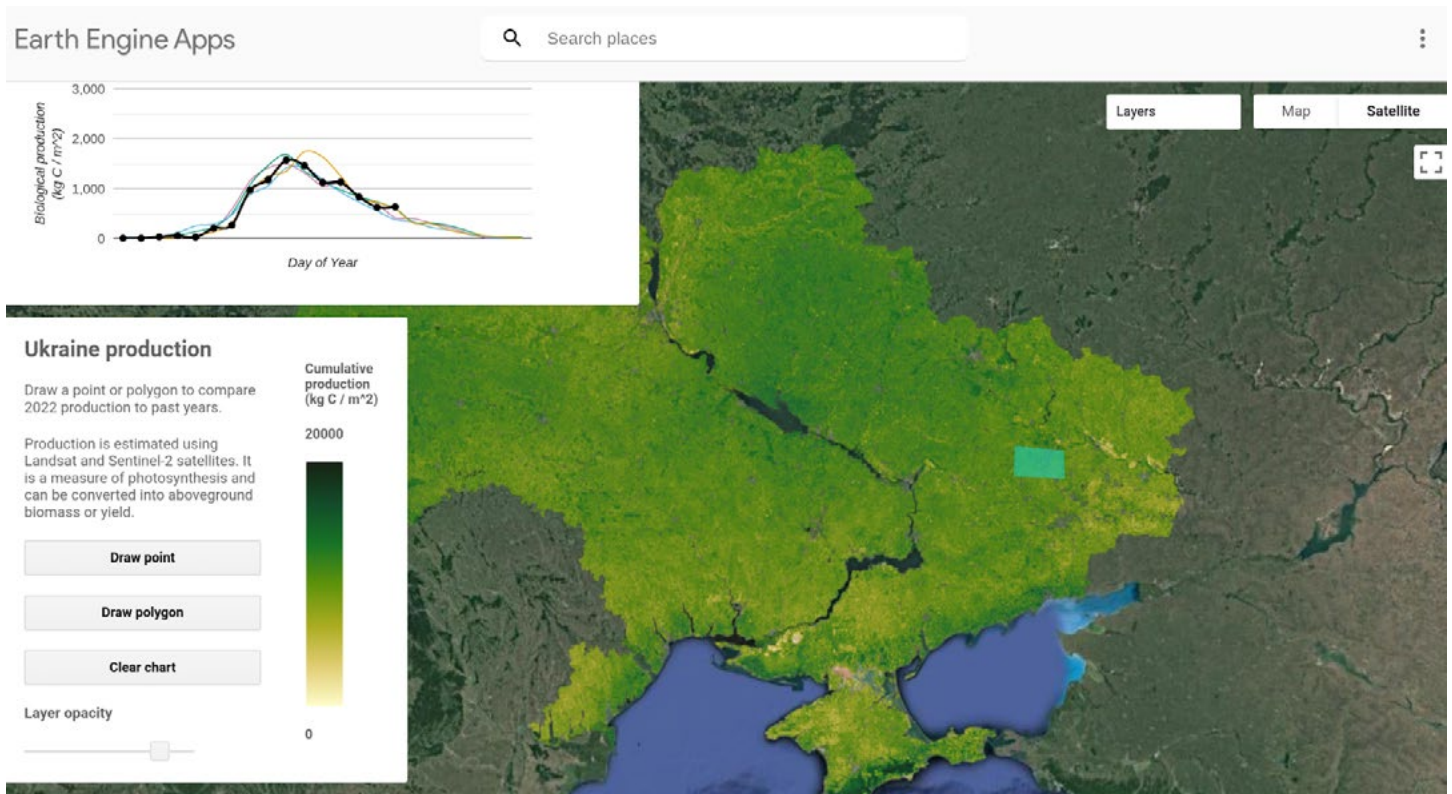 Earth Engine Apps
Search places
3,000
2,000
1,000
0
Biological production
(kg C / m^2)
Day of Year
Layers
Map
Satellite
Ukraine production
Draw a point or polygon to compare
2022 production to past years.
Production is estimated using
Landsat and Sentinel-2 satellites. It
is a measure of photosynthesis and
can be converted into aboveground
biomass or yield.
Draw point
Draw polygon
Clear chart
Layer opacity
Cumulative
production
(kg C / m^2)
20000
0